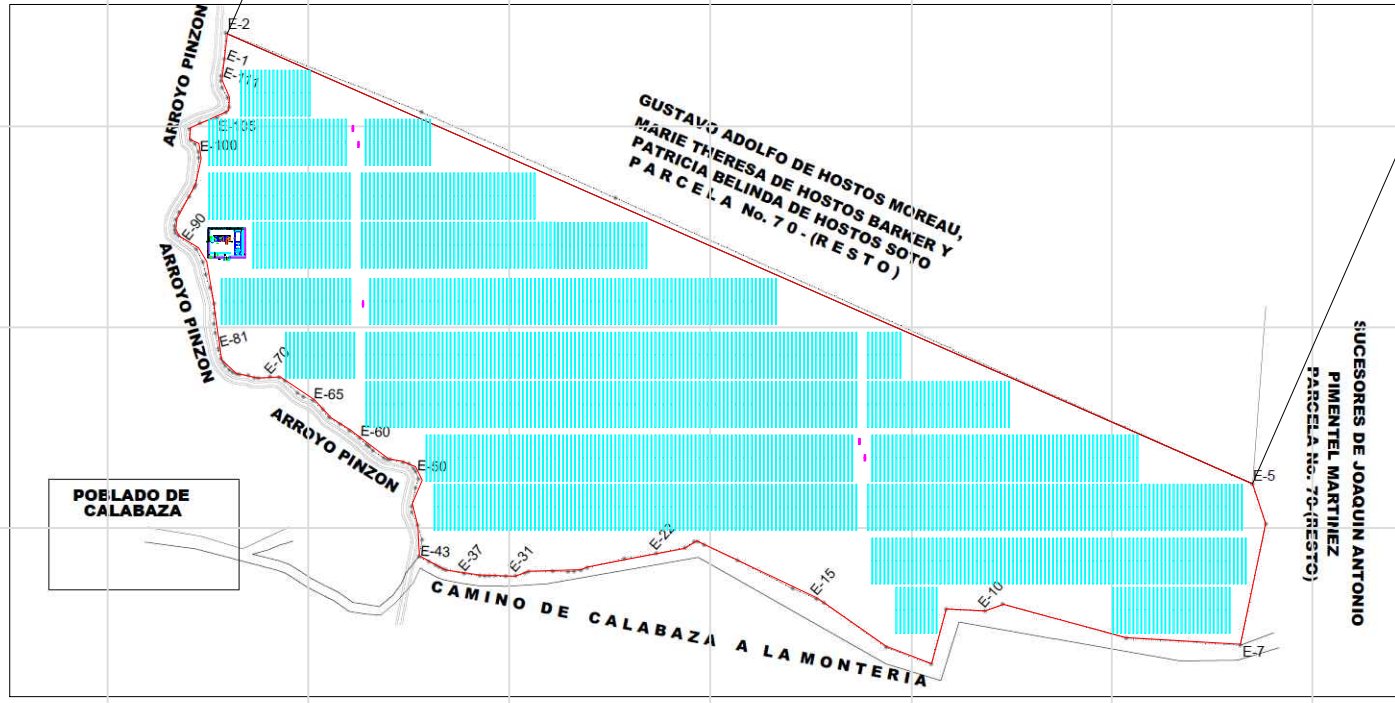 E-2
ARROYO PINZON
E-1
E-111
E-105
E-100
GUSTAVO ADOLFO DE HOSTOS MOREAU,
MARIE THERESA DE HOSTOS BARKER Y
PATRICIA BELINDA DE HOSTOS SOTO
PARCELA No. 70-(RESTO)
E-90
ARROYO PINZON
E-81
E-70
E-65
SUCESORES DE JOAQUIN ANTONIO
PIMENTEL MARTINEZ
PARCELA No. 70-(RESTO)
ARROYO PINZON
E-60
E-50
E-5
POBLADO DE
CALABAZA
E-43
E-37
E-31
E-22
E-15
E-10
E-7
CAMINO DE CALABAZA A LA MONTERIA